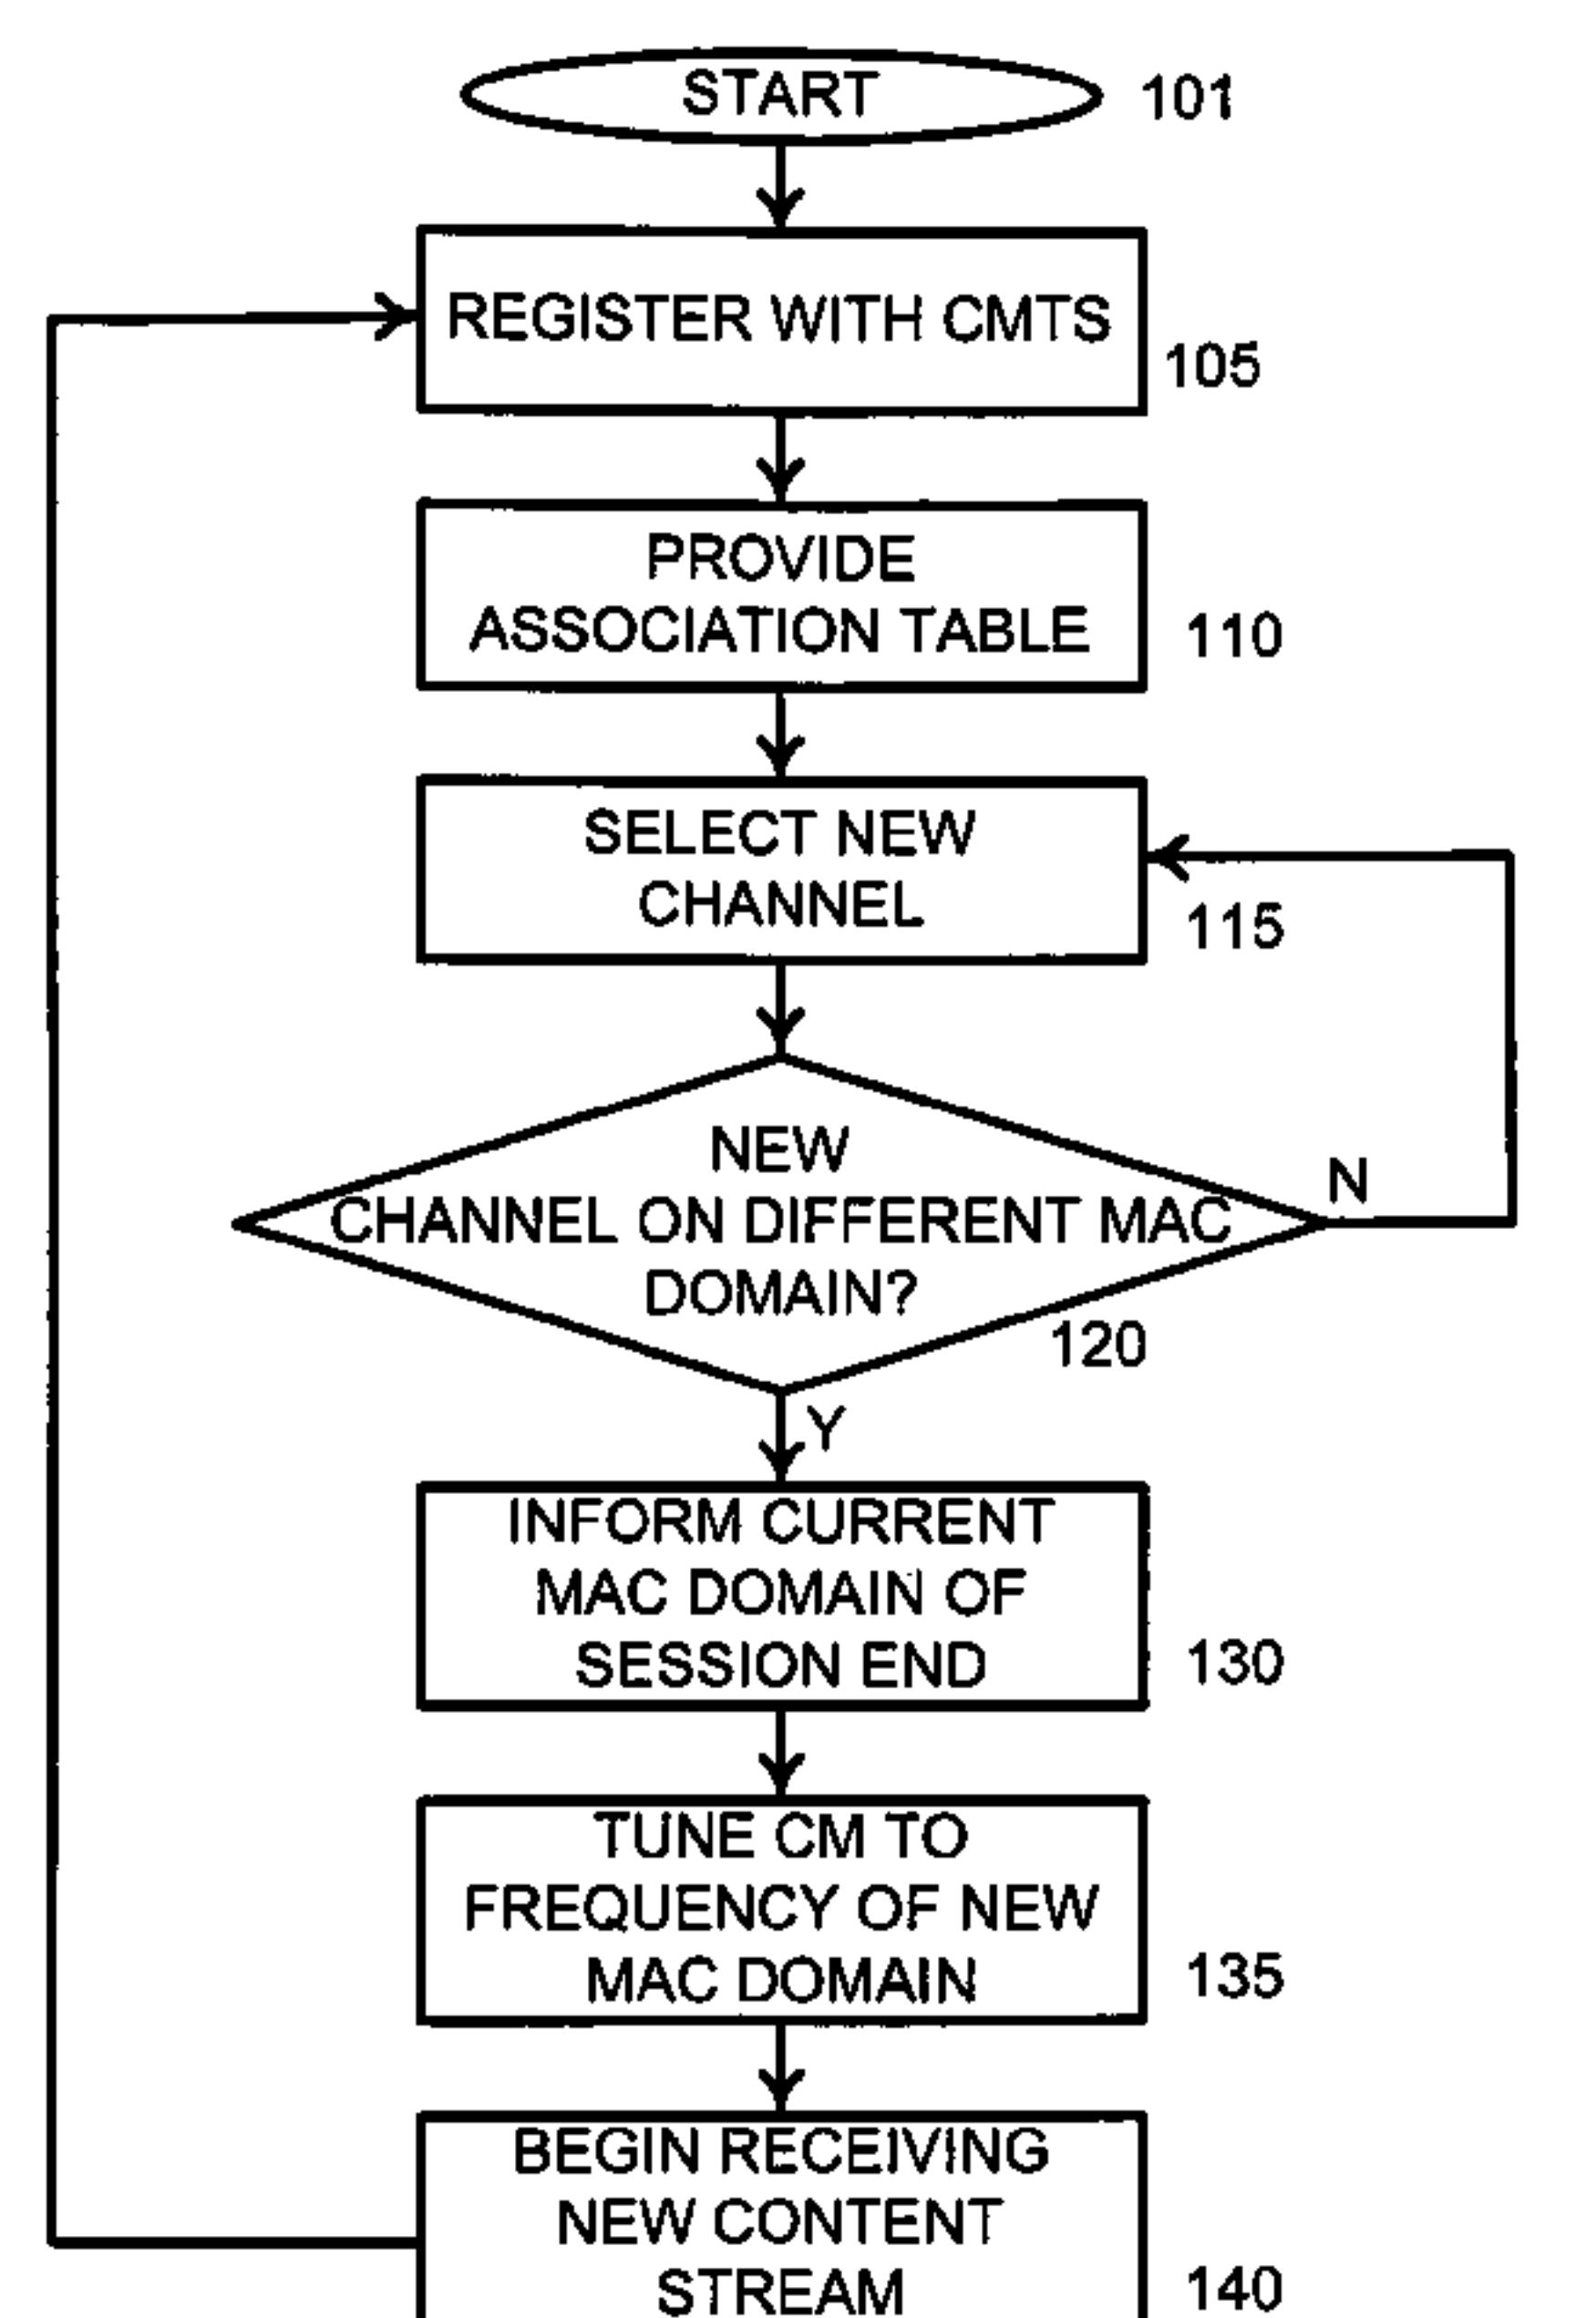 START
101
REGISTER WITH CMTS
105
PROVIDE
ASSOCIATION TABLE
110
SELECT NEW
CHANNEL
115
NEW
CHANNEL ON DIFFERENT MAC
DOMAIN?
N
120
Y
INFORM CURRENT
MAC DOMAIN OF
SESSION END
130
TUNE CM TO
FREQUENCY OF NEW
MAC DOMAIN
135
BEGIN RECEIVING
NEW CONTENT
STREAM
140